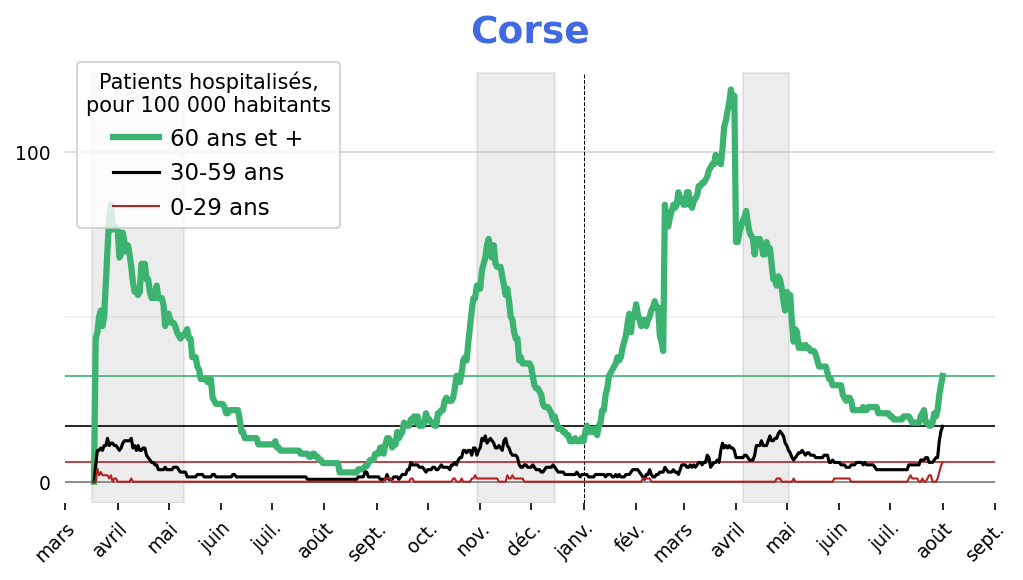 Corse
Patients hospitalisés,
pour 100 000 habitants
60 ans et +
30-59 ans
0-29 ans
100
0
mars avril mai juin juil. août sept. oct. nov. déc. janv. fév. mars avril mai juin juil. août sept.